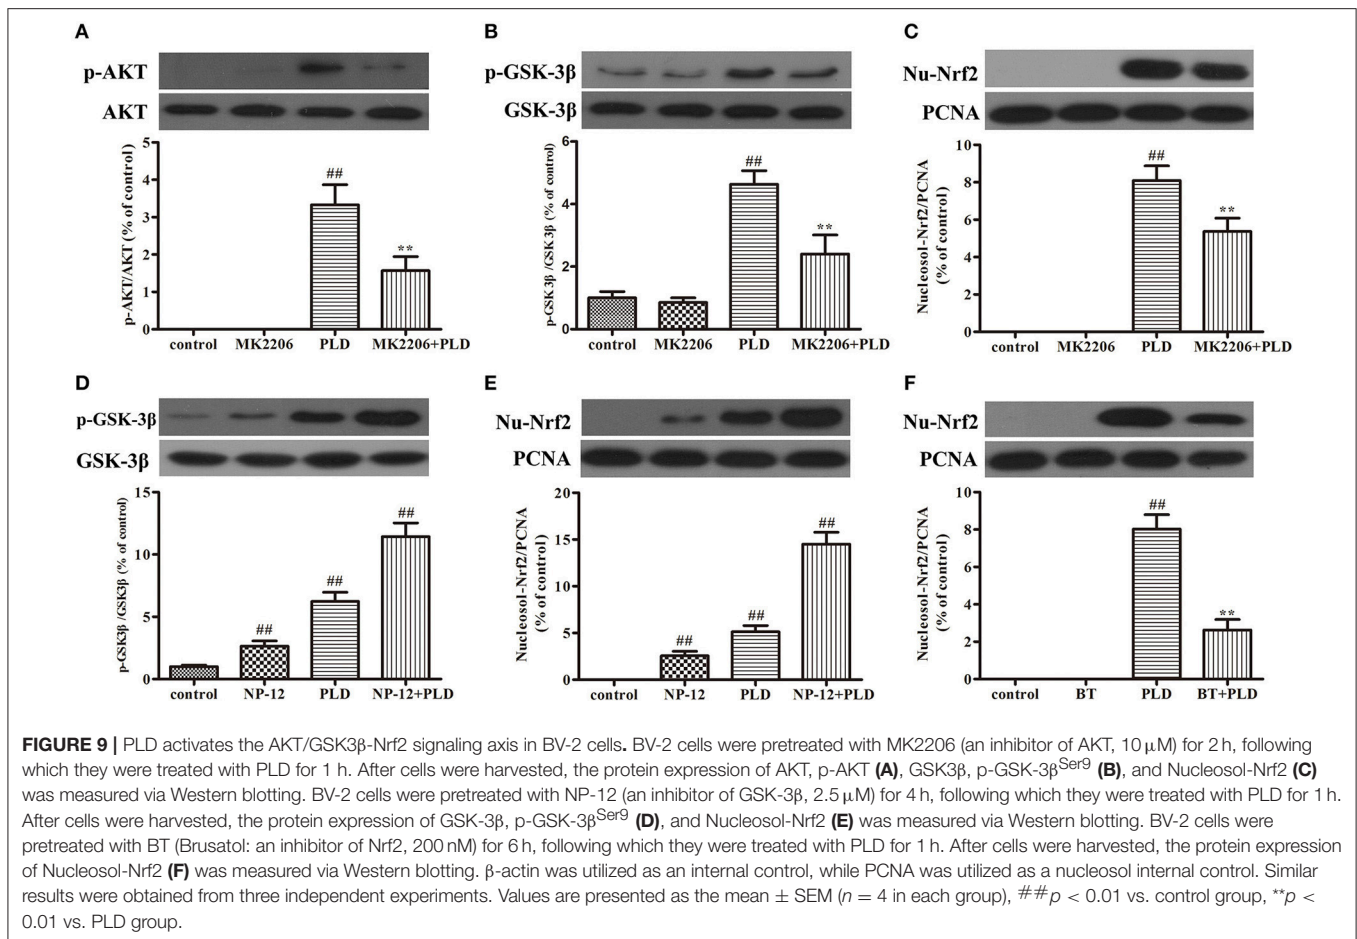 A
p-AKT
AKT
p-AKT/AKT (% of control)
5
4
3
2
1
0
##
**
control MK2206 PLD MK2206+PLD
B
p-GSK-3β
GSK-3β
p-GSK3β /GSK3β (% of control)
6
4
2
0
##
**
control MK2206 PLD MK2206+PLD
C
Nu-Nrf2
PCNA
Nucleosol-Nrf2/PCNA
(% of control)
10
8
6
4
2
0
##
**
control MK2206 PLD MK2206+PLD
D
p-GSK-3β
GSK-3β
p-GSK3β /GSK3β (% of control)
15
10
5
0
##
##
##
control NP-12 PLD NP-12+PLD
E
Nu-Nrf2
PCNA
Nucleosol-Nrf2/PCNA
(% of control)
20
15
10
5
0
##
##
##
control NP-12 PLD NP-12+PLD
F
Nu-Nrf2
PCNA
Nucleosol-Nrf2/PCNA
(% of control)
10
8
6
4
2
0
##
**
control BT PLD BT+PLD
FIGURE 9 | PLD activates the AKT/GSK3β-Nrf2 signaling axis in BV-2 cells. BV-2 cells were pretreated with MK2206 (an inhibitor of AKT, 10 μM) for 2 h, following
which they were treated with PLD for 1 h. After cells were harvested, the protein expression of AKT, p-AKT (A), GSK3β, p-GSK-3βSer9 (B), and Nucleosol-Nrf2 (C)
was measured via Western blotting. BV-2 cells were pretreated with NP-12 (an inhibitor of GSK-3β, 2.5 μM) for 4 h, following which they were treated with PLD for 1 h.
After cells were harvested, the protein expression of GSK-3β, p-GSK-3βSer9 (D), and Nucleosol-Nrf2 (E) was measured via Western blotting. BV-2 cells were
pretreated with BT (Brusatol: an inhibitor of Nrf2, 200 nM) for 6 h, following which they were treated with PLD for 1 h. After cells were harvested, the protein expression
of Nucleosol-Nrf2 (F) was measured via Western blotting. β-actin was utilized as an internal control, while PCNA was utilized as a nucleosol internal control. Similar
results were obtained from three independent experiments. Values are presented as the mean ± SEM (n = 4 in each group), ##p < 0.01 vs. control group, **p <
0.01 vs. PLD group.